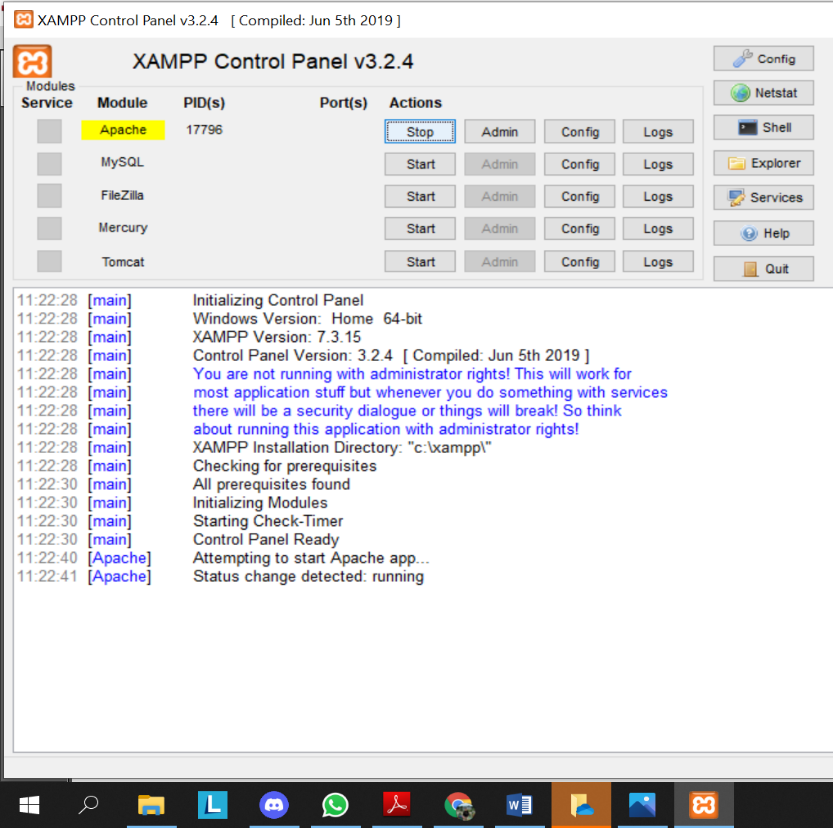 XAMPP Control Panel v3.2.4 [ Compiled: Jun 5th 2019 ]
XAMPP Control Panel v3.2.4
Config
Modules
Service Module PID(s) Port(s) Actions
Netstat
Apache 17796 Stop Admin Config Logs
Shell
MySQL Start Admin Config Logs
Explorer
FileZilla Start Admin Config Logs
Services
Mercury Start Admin Config Logs
Help
Tomcat Start Admin Config Logs
Quit
11:22:28 [main] Initializing Control Panel
11:22:28 [main] Windows Version: Home 64-bit
11:22:28 [main] XAMPP Version: 7.3.15
11:22:28 [main] Control Panel Version: 3.2.4 [ Compiled: Jun 5th 2019 ]
11:22:28 [main] You are not running with administrator rights! This will work for
11:22:28 [main] most application stuff but whenever you do something with services
11:22:28 [main] there will be a security dialogue or things will break! So think
11:22:28 [main] about running this application with administrator rights!
11:22:28 [main] XAMPP Installation Directory: "c:\xampp\"
11:22:28 [main] Checking for prerequisites
11:22:30 [main] All prerequisites found
11:22:30 [main] Initializing Modules
11:22:30 [main] Starting Check-Timer
11:22:30 [main] Control Panel Ready
11:22:40 [Apache] Attempting to start Apache app...
11:22:41 [Apache] Status change detected: running
L
W